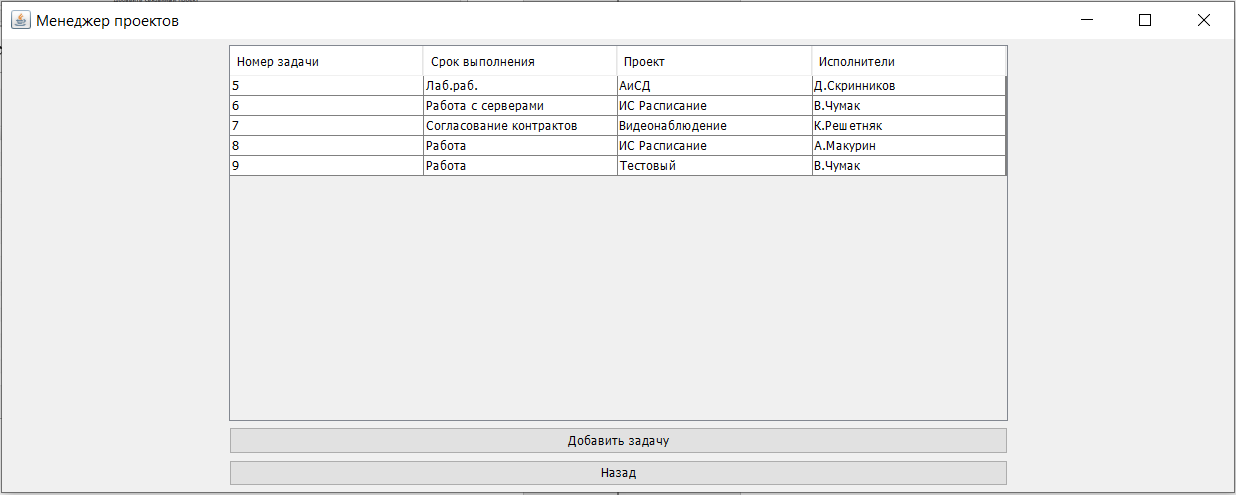 Менеджер проектов
Номер задачи Срок выполнения Проект Исполнители
5 Лаб.раб. АиСД Д.Скринников
6 Работа с серверами ИС Расписание В.Чумак
7 Согласование контрактов Видеонаблюдение К.Решетняк
8 Работа ИС Расписание А.Макурин
9 Работа Тестовый В.Чумак
Добавить задачу
Назад